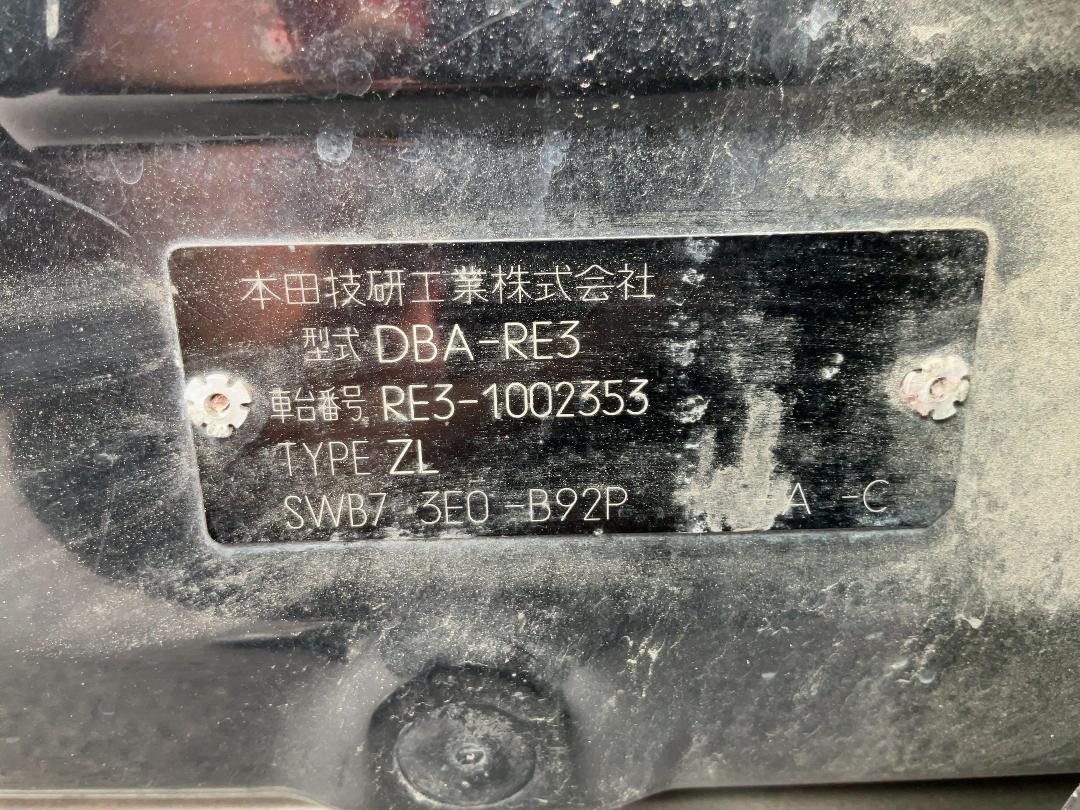 本田技研工業株式会社
型式 DBA-RE3
車台番号 RE3-1002353
TYPE ZL
SWB7 3E0 -B92P -A -C